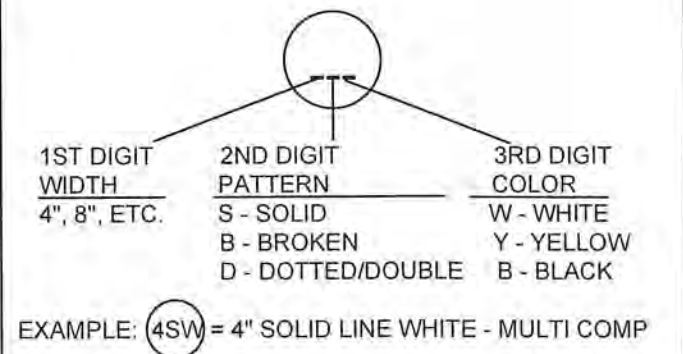 1ST DIGIT 2ND DIGIT 3RD DIGIT
WIDTH PATTERN COLOR
4", 8", ETC. S - SOLID W - WHITE
B - BROKEN Y - YELLOW
D - DOTTED/DOUBLE B - BLACK
EXAMPLE: 4SW = 4" SOLID LINE WHITE - MULTI COMP